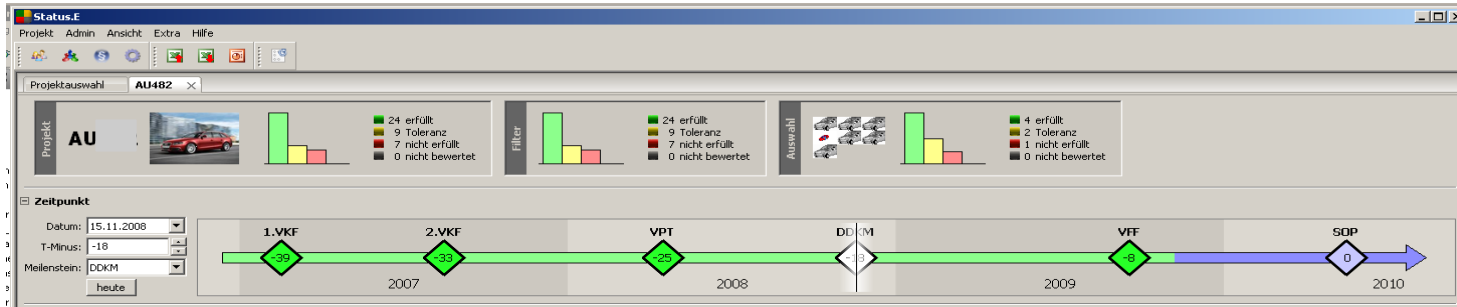 Status.E
Projekt Admin Ansicht Extra Hilfe
Projektauswahl AU482
Projekt
AU
24 erfüllt
9 Toleranz
7 nicht erfüllt
0 nicht bewertet
Filter
24 erfüllt
9 Toleranz
7 nicht erfüllt
0 nicht bewertet
Auswahl
4 erfüllt
2 Toleranz
1 nicht erfüllt
0 nicht bewertet
Zeitpunkt
Datum: 15.11.2008
T-Minus: -18
Meilenstein: DDKM
heute
1.VKF 2.VKF VPT DDKM VFF SOP
-39 -33 -25 -18 -8 0
2007 2008 2009 2010